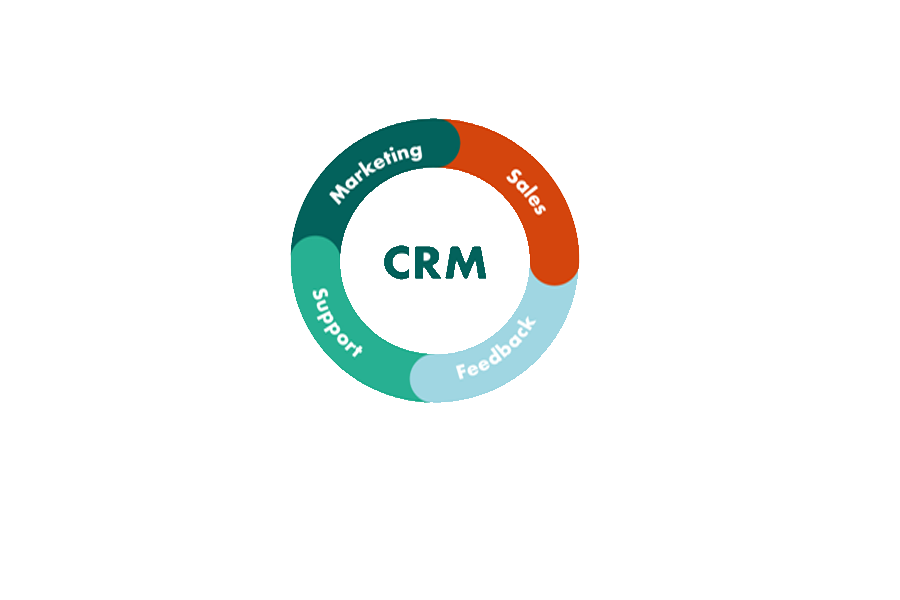 Marketing
Sales
CRM
Support
Feedback